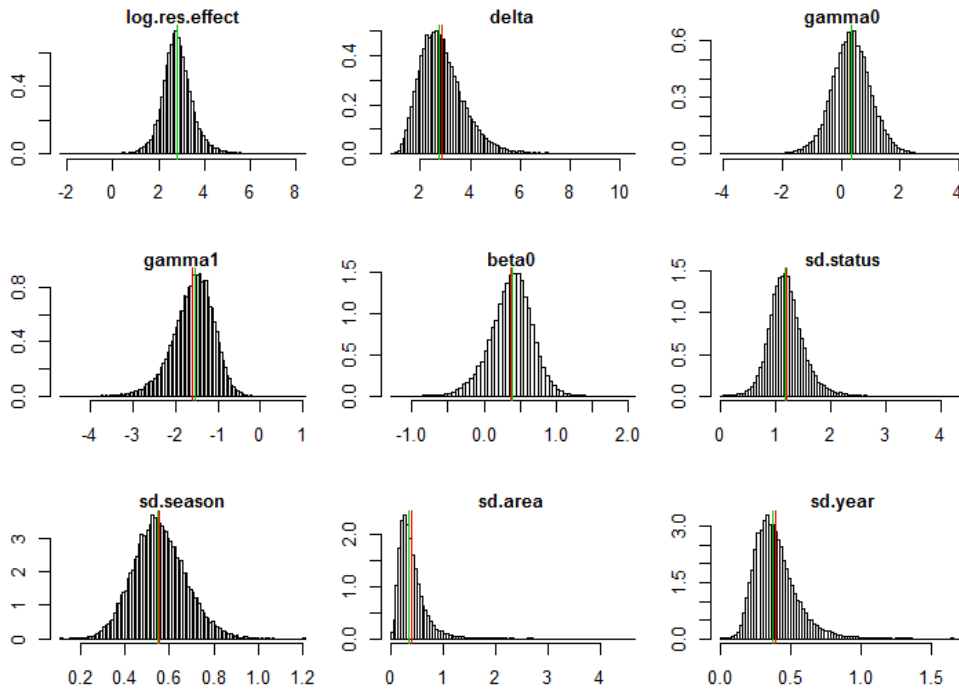 log.res.effect delta gamma0
0.0 0.4
-2 0 2 4 6 8
0.0 0.2 0.4
2 4 6 8 10
0.0 0.3 0.6
-4 -2 0 2 4
gamma1 beta0 sd.status
0.0 0.4 0.8
-4 -3 -2 -1 0 1
0.0 0.5 1.0 1.5
-1.0 0.0 1.0 2.0
0.0 0.5 1.0 1.5
0 1 2 3 4
sd.season sd.area sd.year
0 1 2 3
0.2 0.4 0.6 0.8 1.0 1.2
0.0 1.0 2.0
0 1 2 3 4
0.0 1.5 3.0
0.0 0.5 1.0 1.5